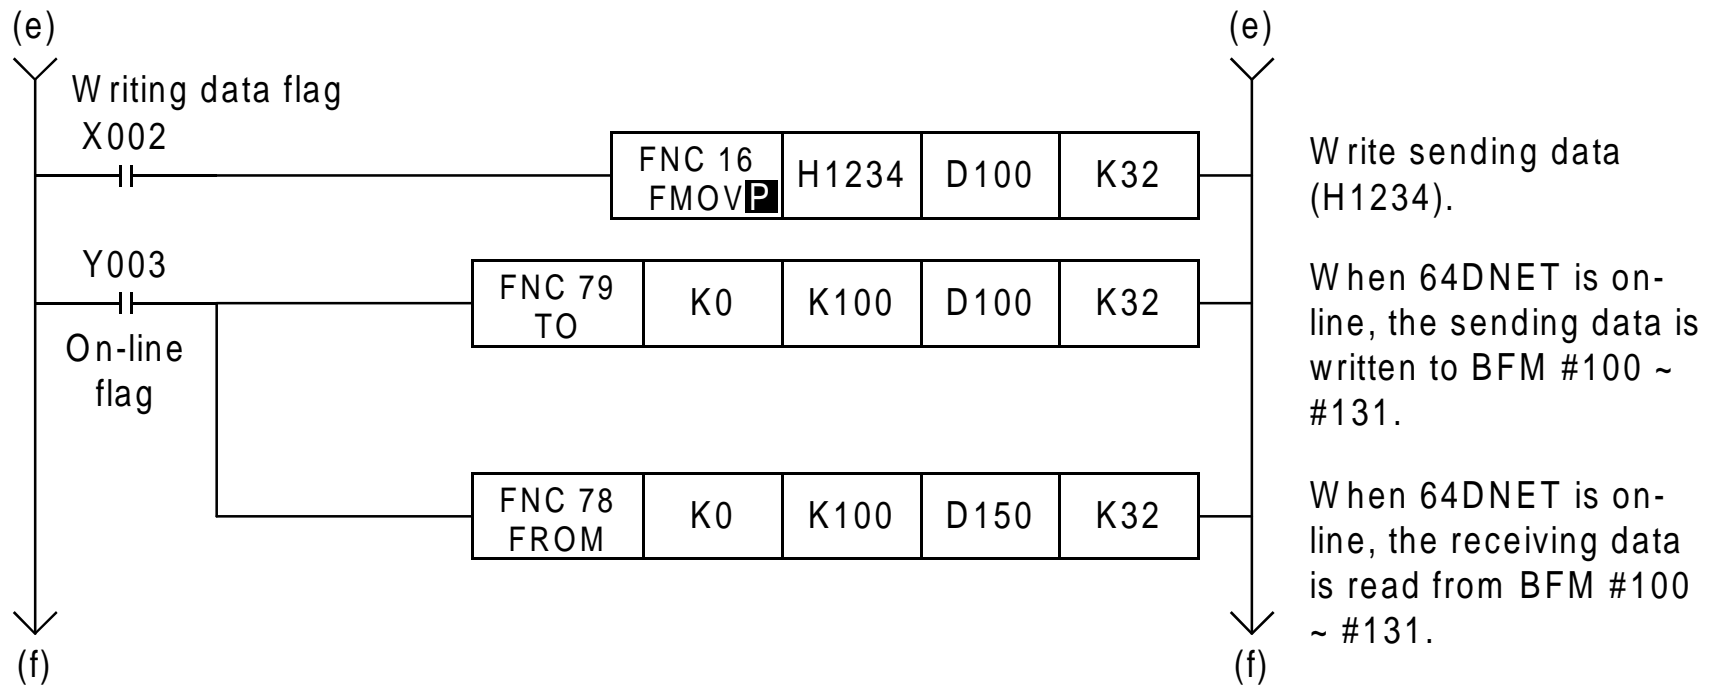 (e) (e)
Writing data flag
X002
FNC 16
FMOVP H1234 D100 K32
Write sending data
(H1234).
Y003
On-line
flag
FNC 79
TO K0 K100 D100 K32
When 64DNET is on-
line, the sending data is
written to BFM #100 ~
#131.
FNC 78
FROM K0 K100 D150 K32
When 64DNET is on-
line, the receiving data
is read from BFM #100
~ #131.
(f) (f)